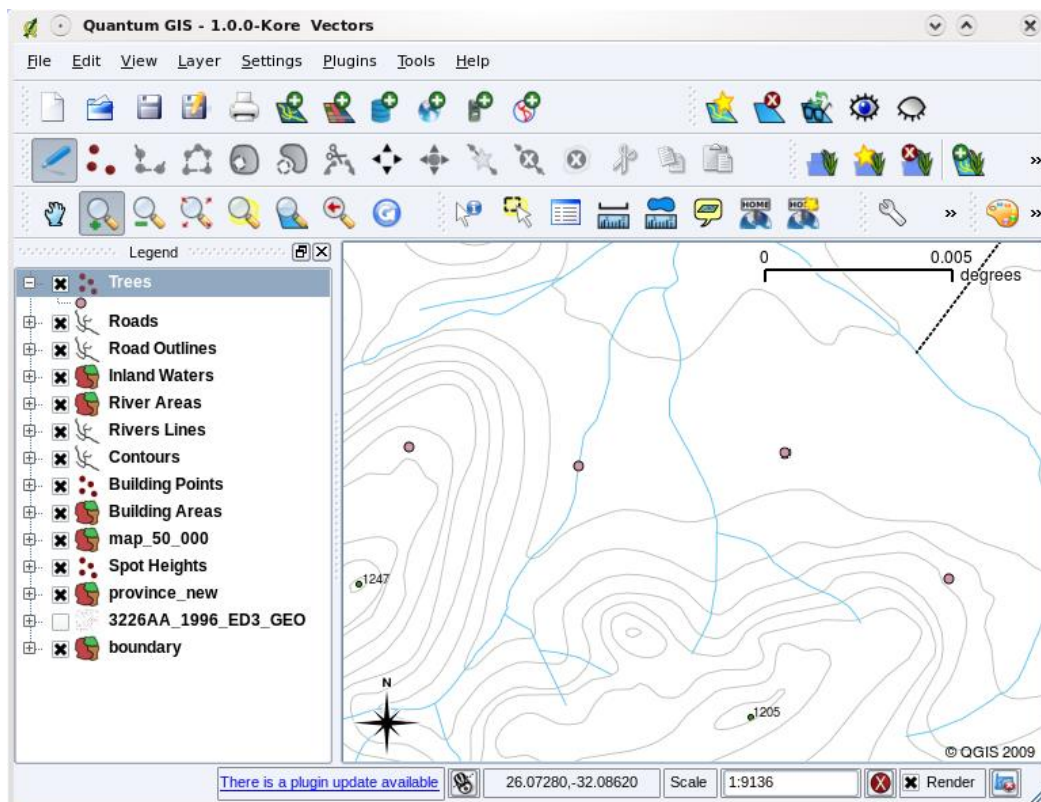 Quantum GIS - 1.0.0-Kore Vectors
File Edit View Layer Settings Plugins Tools Help
HOME
Legend
Trees
Roads
Road Outlines
Inland Waters
River Areas
Rivers Lines
Contours
Building Points
Building Areas
map_50_000
Spot Heights
province_new
3226AA_1996_ED3_GEO
boundary
0 0.005
degrees
1247
1205
N
© QGIS 2009
There is a plugin update available 26.07280,-32.08620 Scale 1:9136 Render